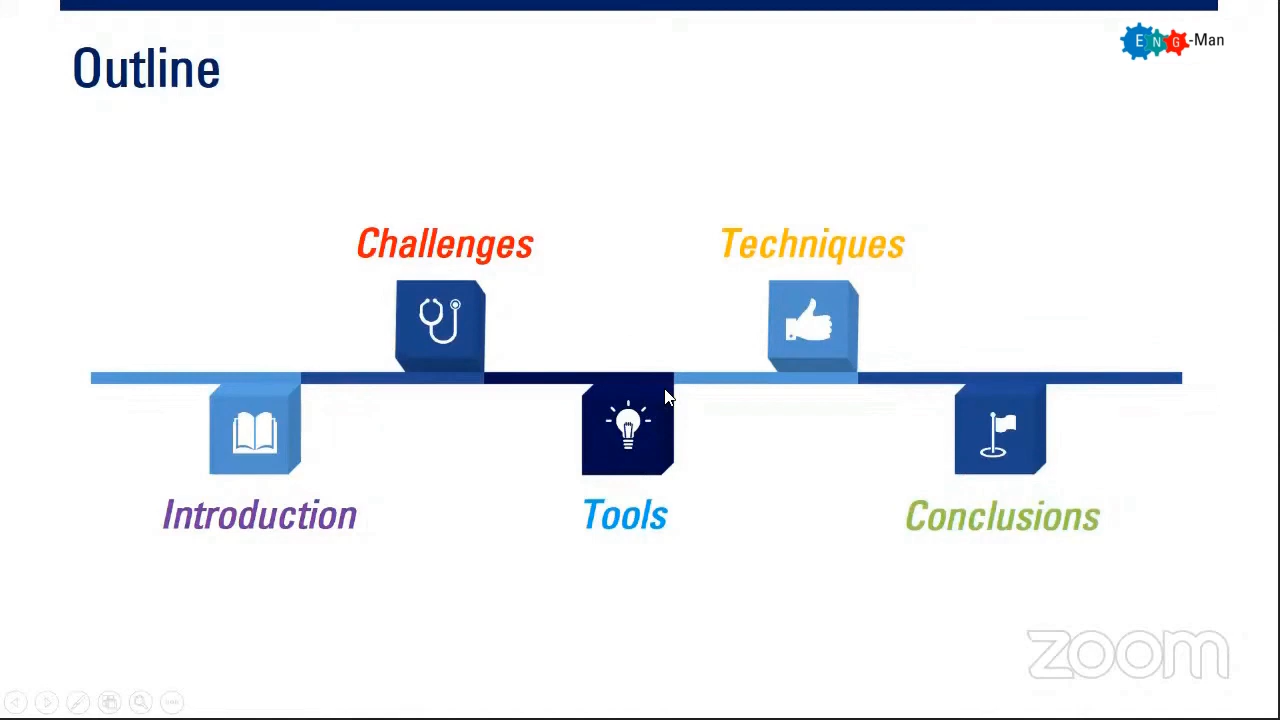 Outline
ENG-Man
Challenges
Techniques
Introduction
Tools
Conclusions
zoom